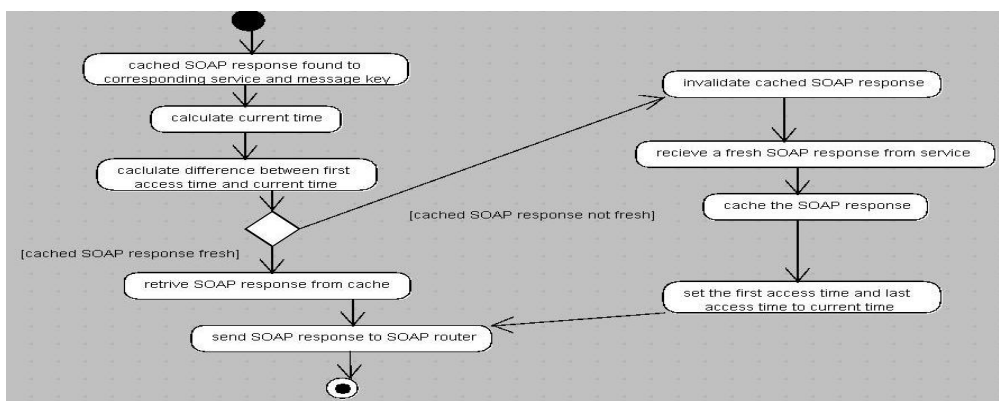 cached SOAP response found to
corresponding service and message key
calculate current time
caclulate difference between first
access time and current time
[cached SOAP response fresh]
retrive SOAP response from cache
send SOAP response to SOAP router
[cached SOAP response not fresh]
invalidate cached SOAP response
recieve a fresh SOAP response from service
cache the SOAP response
set the first access time and last
access time to current time